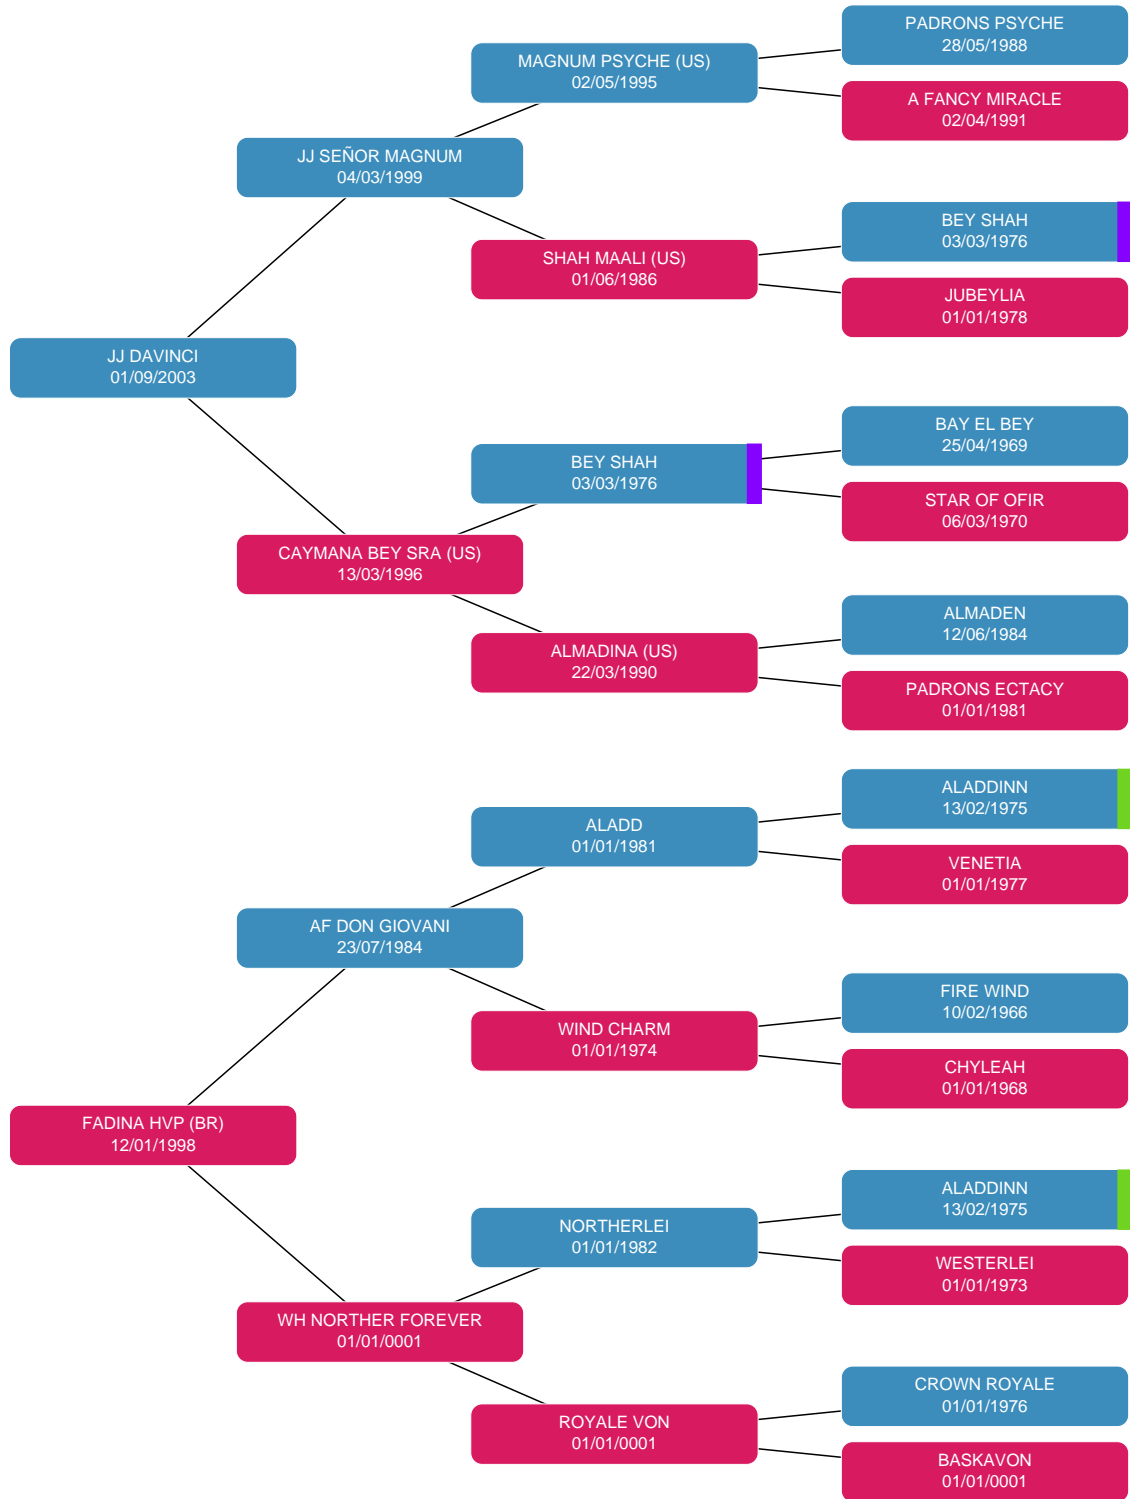 PADRONS PSYCHE
28/05/1988
MAGNUM PSYCHE (US)
02/05/1995
A FANCY MIRACLE
02/04/1991
JJ SEÑOR MAGNUM
04/03/1999
BEY SHAH
03/03/1976
SHAH MAALI (US)
01/06/1986
JUBEYLIA
01/01/1978
JJ DAVINCI
01/09/2003
BAY EL BEY
25/04/1969
BEY SHAH
03/03/1976
STAR OF OFIR
06/03/1970
CAYMANA BEY SRA (US)
13/03/1996
ALMADEN
12/06/1984
ALMADINA (US)
22/03/1990
PADRONS ECTACY
01/01/1981
ALADDINN
13/02/1975
ALADD
01/01/1981
VENETIA
01/01/1977
AF DON GIOVANI
23/07/1984
FIRE WIND
10/02/1966
WIND CHARM
01/01/1974
CHYLEAH
01/01/1968
FADINA HVP (BR)
12/01/1998
ALADDINN
13/02/1975
NORTHERLEI
01/01/1982
WESTERLEI
01/01/1973
WH NORTHER FOREVER
01/01/0001
CROWN ROYALE
01/01/1976
ROYALE VON
01/01/0001
BASKAVON
01/01/0001